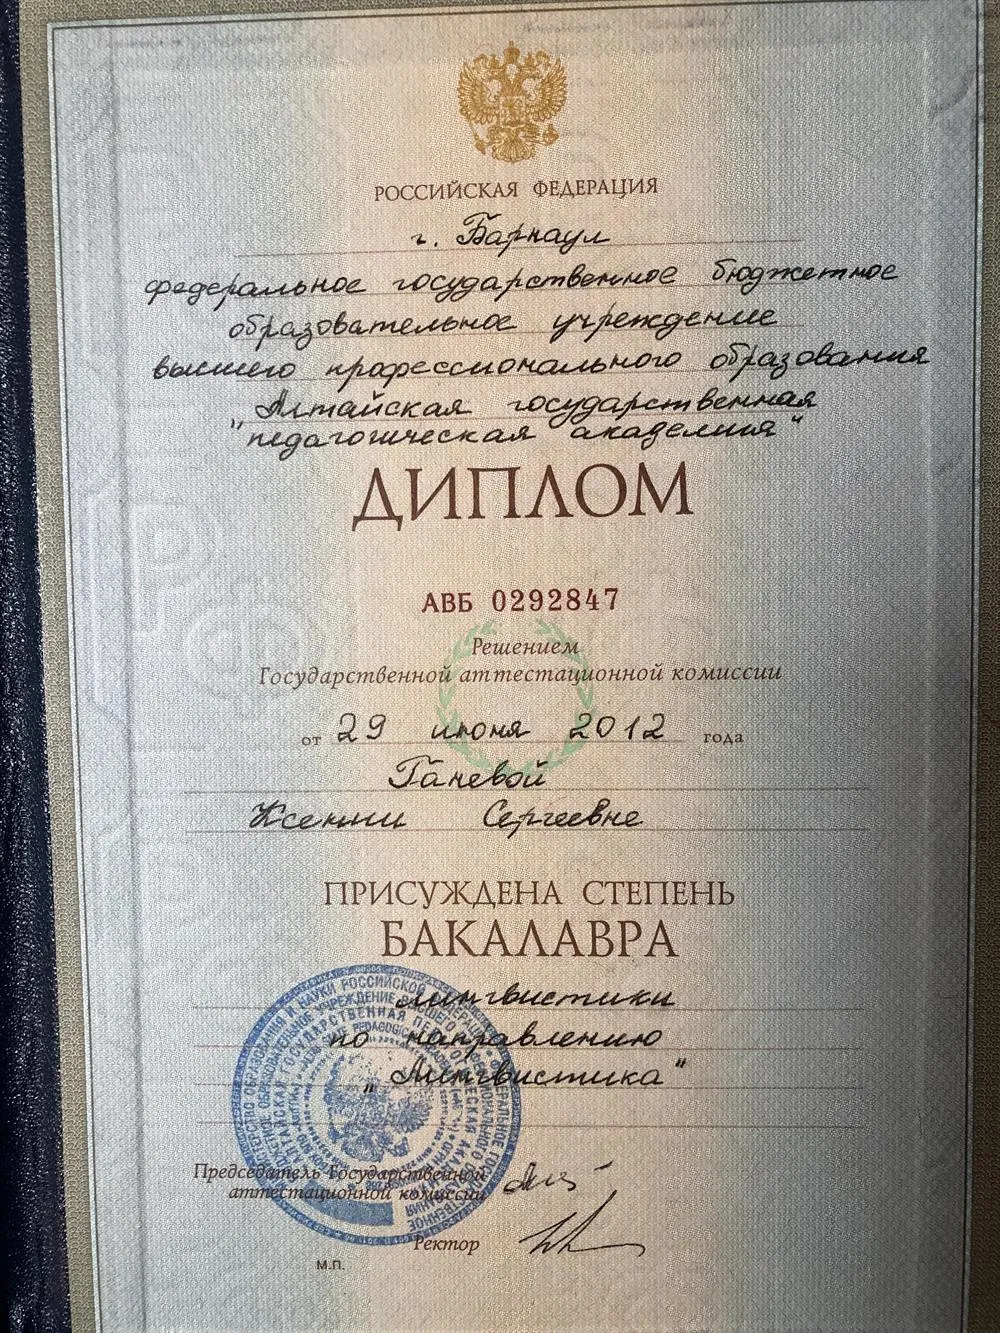 РОССИЙСКАЯ ФЕДЕРАЦИЯ
г. Барнаул
федеральное государственное бюджетное
образовательное учреждение
высшего профессионального образования
"Алтайская государственная
педагогическая академия"
ДИПЛОМ
АВБ 0292847
Решением
Государственной аттестационной комиссии
от 29 июня 2012 года
Ганевой
Ксении Сергеевне
ПРИСУЖДЕНА СТЕПЕНЬ
БАКАЛАВРА
лингвистики
по направлению
"Лингвистика"
Председатель Государственной
аттестационной комиссии
Ректор
М.П.